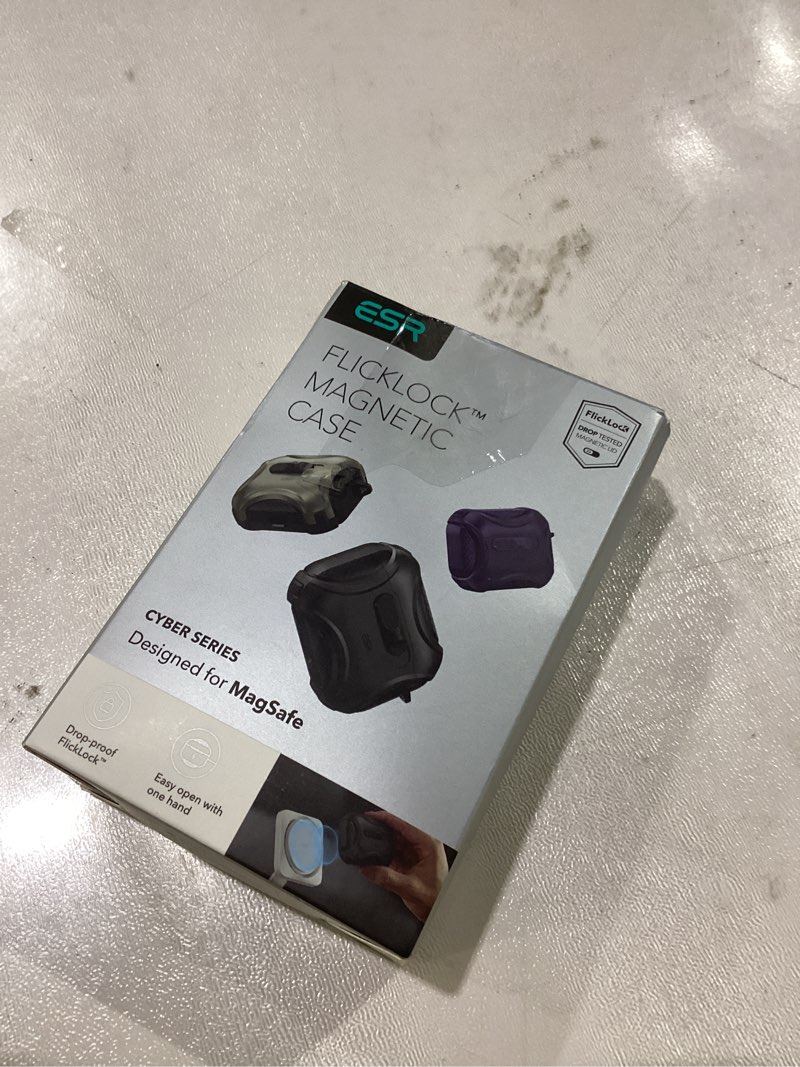 ESR
FLICKLOCK™
MAGNETIC
CASE
FlickLock
DROP TESTED
MAGNETIC LID
CYBER SERIES
Designed for MagSafe
Drop-proof
FlickLock™
Easy open with
one hand